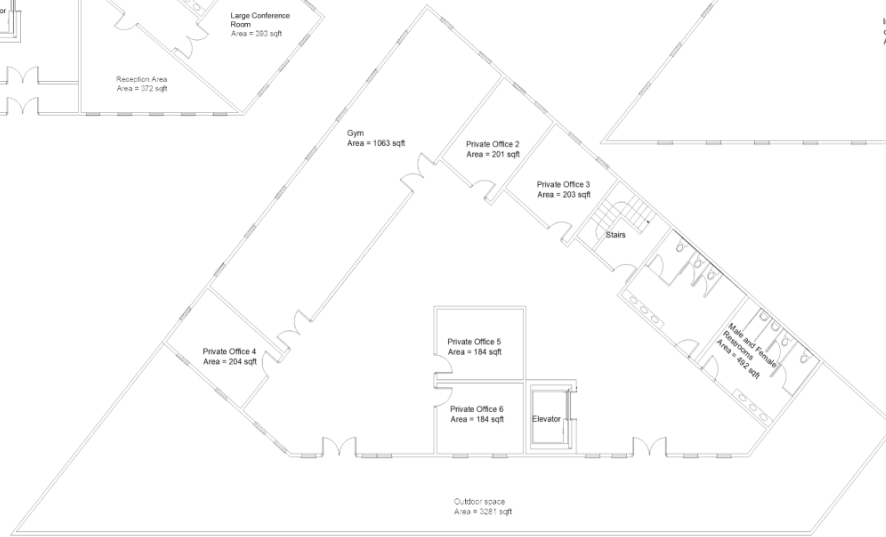 or
Large Conference
Room
Area = 393 sqft
Reception Area
Area = 372 sqft
Gym
Area = 1063 sqft
Private Office 2
Area = 201 sqft
Private Office 3
Area = 203 sqft
Stairs
Private Office 4
Area = 204 sqft
Private Office 5
Area = 184 sqft
Male and Female
Restrooms
Area = 492 sqft
Private Office 6
Area = 184 sqft
Elevator
Outdoor space
Area = 3281 sqft